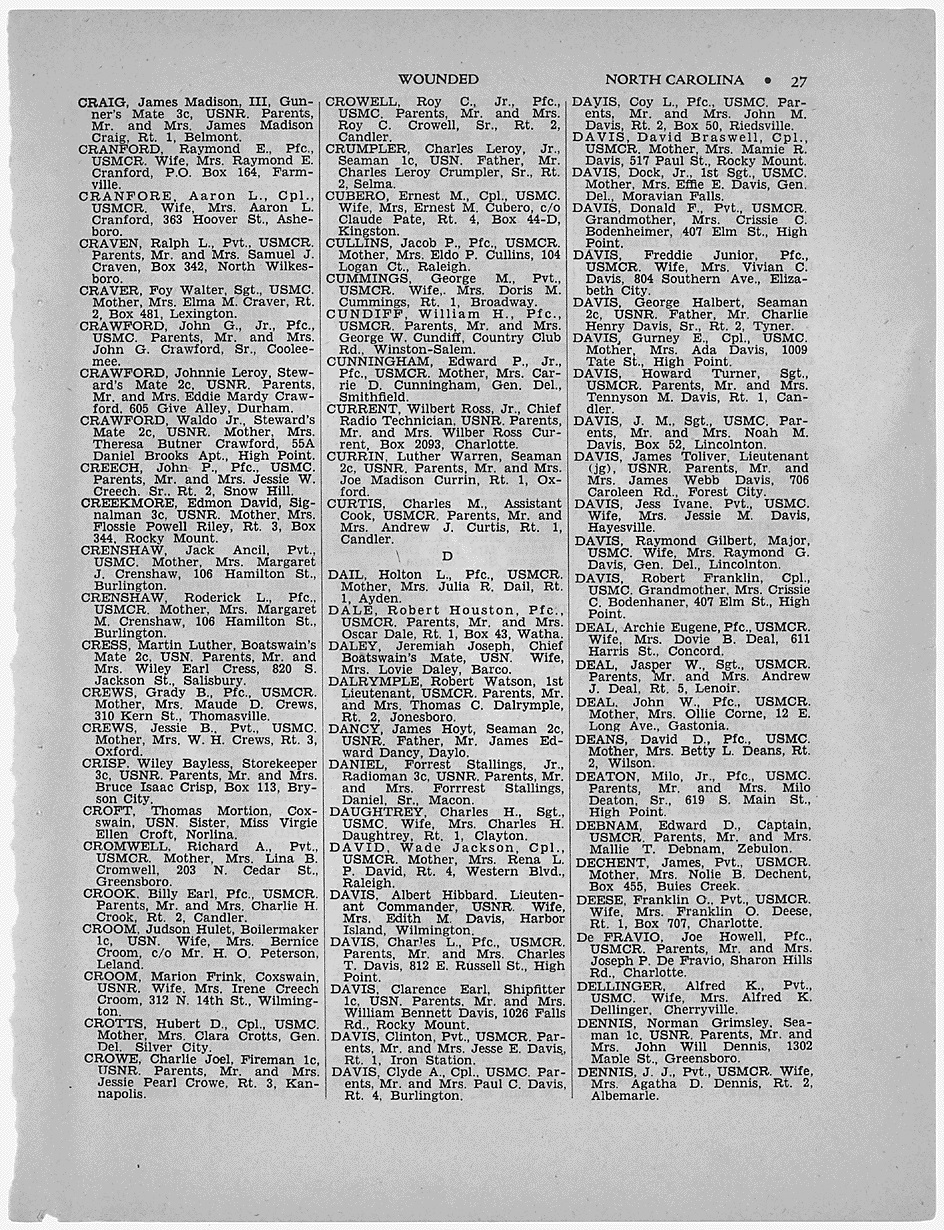 WOUNDED
NORTH CAROLINA • 27
CRAIG, James Madison, III, Gun-
ner's Mate 3c, USNR. Parents,
Mr. and Mrs. James Madison
Craig, Rt. 1, Belmont.
CRANFORD, Raymond E., Pfc.,
USMCR. Wife, Mrs. Raymond E.
Cranford, P.O. Box 164, Farm-
ville.
CRANFORE, Aaron L., Cpl.,
USMCR. Wife, Mrs. Aaron L.
Cranford, 363 Hoover St., Ashe-
boro.
CRAVEN, Ralph L., Pvt., USMCR.
Parents, Mr. and Mrs. Samuel J.
Craven, Box 342, North Wilkes-
boro.
CRAVER, Foy Walter, Sgt., USMC.
Mother, Mrs. Elma M. Craver, Rt.
2, Box 481, Lexington.
CRAWFORD, John G., Jr., Pfc.,
USMC. Parents, Mr. and Mrs.
John G. Crawford, Sr., Coolee-
mee.
CRAWFORD, Johnnie Leroy, Stew-
ard's Mate 2c, USNR. Parents,
Mr. and Mrs. Eddie Mardy Craw-
ford, 605 Give Alley, Durham.
CRAWFORD, Waldo Jr., Steward's
Mate 2c, USNR. Mother, Mrs.
Theresa Butner Crawford, 55A
Daniel Brooks Apt., High Point.
CREECH, John P., Pfc., USMC.
Parents, Mr. and Mrs. Jessie W.
Creech. Sr., Rt. 2, Snow Hill.
CREEKMORE, Edmon David, Sig-
nalman 3c, USNR. Mother, Mrs.
Flossie Powell Riley, Rt. 3, Box
344, Rocky Mount.
CRENSHAW, Jack Ancil, Pvt.,
USMC. Mother, Mrs. Margaret
J. Crenshaw, 106 Hamilton St.,
Burlington.
CRENSHAW, Roderick L., Pfc.,
USMCR. Mother, Mrs. Margaret
M. Crenshaw, 106 Hamilton St.,
Burlington.
CRESS, Martin Luther, Boatswain's
Mate 2c, USN. Parents, Mr. and
Mrs. Wiley Earl Cress, 820 S.
Jackson St., Salisbury.
CREWS, Grady B., Pfc., USMCR.
Mother, Mrs. Maude D. Crews,
310 Kern St., Thomasville.
CREWS, Jessie B., Pvt., USMC.
Mother, Mrs. W. H. Crews, Rt. 3,
Oxford.
CRISP, Wiley Bayless, Storekeeper
3c, USNR. Parents, Mr. and Mrs.
Bruce Isaac Crisp, Box 113, Bry-
son City.
CROFT, Thomas Mortion, Cox-
swain, USN. Sister, Miss Virgie
Ellen Croft, Norlina.
CROMWELL, Richard A., Pvt.,
USMCR. Mother, Mrs. Lina B.
Cromwell, 203 N. Cedar St.,
Greensboro.
CROOK, Billy Earl, Pfc., USMCR.
Parents, Mr. and Mrs, Charlie H.
Crook, Rt. 2, Candler.
CROOM, Judson Hulet, Boilermaker
1c, USN. Wife, Mrs. Bernice
Croom, c/o Mr. H. O. Peterson,
Leland.
CROOM, Marion Frink, Coxswain,
USNR. Wife, Mrs. Irene Creech
Croom, 312 N. 14th St., Wilming-
ton.
CROTTS, Hubert D., Cpl., USMC.
Mother, Mrs. Clara Crotts, Gen.
Del. Silver City.
CROWE, Charlie Joel, Fireman 1c,
USNR. Parents, Mr. and Mrs.
Jessie Pearl Crowe, Rt. 3, Kan-
napolis.
CROWELL, Roy C., Jr., Pfc.,
USMC. Parents, Mr. and Mrs.
Roy C. Crowell, Sr., Rt. 2,
Candler.
CRUMPLER, Charles Leroy, Jr.,
Seaman 1c, USN. Father, Mr.
Charles Leroy Crumpler, Sr., Rt.
2, Selma.
CUBERO, Ernest M., Cpl., USMC.
Wife, Mrs, Ernest M. Cubero, c/o
Claude Pate, Rt. 4, Box 44-D,
Kingston.
CULLINS, Jacob P., Pfc., USMCR.
Mother, Mrs. Eldo P. Cullins, 104
Logan Ct., Raleigh.
CUMMINGS, George M., Pvt.,
USMCR. Wife,. Mrs. Doris M.
Cummings, Rt. 1, Broadway.
CUNDIFF, William H., Pfc.,
USMCR. Parents, Mr. and Mrs.
George W. Cundiff, Country Club
Rd., Winston-Salem.
CUNNINGHAM, Edward P., Jr.,
Pfc., USMCR. Mother, Mrs. Car-
rie D. Cunningham, Gen. Del.,
Smithfield.
CURRENT, Wilbert Ross, Jr., Chief
Radio Technician, USNR. Parents,
Mr. and Mrs. Wilber Ross Cur-
rent, Box 2093, Charlotte.
CURRIN, Luther Warren, Seaman
2c, USNR. Parents, Mr. and Mrs.
Joe Madison Currin, Rt. 1, Ox-
ford.
CURTIS, Charles M., Assistant
Cook, USMCR. Parents, Mr. and
Mrs. Andrew J. Curtis, Rt. 1,
Candler.
D
DAIL, Holton L., Pfc., USMCR.
Mother, Mrs. Julia R. Dail, Rt.
1, Ayden.
DALE, Robert Houston, Pfc.,
USMCR. Parents, Mr. and Mrs.
Oscar Dale, Rt. 1, Box 43, Watha.
DALEY, Jeremiah Joseph, Chief
Boatswain's Mate, USN. Wife,
Mrs. Lovie Daley, Barco.
DALRYMPLE, Robert Watson, 1st
Lieutenant, USMCR. Parents, Mr.
and Mrs. Thomas C. Dalrymple,
Rt. 2, Jonesboro.
DANCY, James Hoyt, Seaman 2c,
USNR. Father, Mr. James Ed-
ward Dancy, Daylo.
DANIEL, Forrest Stallings, Jr.,
Radioman 3c, USNR. Parents, Mr.
and Mrs. Forrrest Stallings,
Daniel, Sr., Macon.
DAUGHTREY, Charles H., Sgt.,
USMC. Wife, Mrs. Charles H.
Daughtrey, Rt. 1, Clayton.
DAVID, Wade Jackson, Cpl.,
USMCR. Mother, Mrs. Rena L.
P. David, Rt. 4, Western Blvd.,
Raleigh.
DAVIS, Albert Hibbard, Lieuten-
ant Commander, USNR. Wife,
Mrs. Edith M. Davis, Harbor
Island, Wilmington.
DAVIS, Charles L., Pfc., USMCR.
Parents, Mr. and Mrs. Charles
T. Davis, 812 E. Russell St., High
Point.
DAVIS, Clarence Earl, Shipfitter
1c, USN. Parents, Mr. and Mrs.
William Bennett Davis, 1026 Falls
Rd., Rocky Mount.
DAVIS, Clinton, Pvt., USMCR. Par-
ents, Mr. and Mrs. Jesse E. Davis,
Rt. 1, Iron Station.
DAVIS, Clyde A., Cpl., USMC. Par-
ents, Mr. and Mrs. Paul C. Davis,
Rt. 4, Burlington.
DAVIS, Coy L., Pfc., USMC. Par-
ents, Mr. and Mrs. John M.
Davis, Rt. 2, Box 50, Riedsville.
DAVIS, David Braswell, Cpl.,
USMCR. Mother, Mrs. Mamie R.
Davis, 517 Paul St., Rocky Mount.
DAVIS, Dock, Jr., 1st Sgt., USMC.
Mother, Mrs. Effie E. Davis, Gen.
Del., Moravian Falls.
DAVIS, Donald F., Pvt., USMCR.
Grandmother, Mrs. Crissie C.
Bodenheimer, 407 Elm St., High
Point.
DAVIS, Freddie Junior, Pfc.,
USMCR. Wife, Mrs. Vivian C.
Davis, 804 Southern Ave., Eliza-
beth City.
DAVIS, George Halbert, Seaman
2c, USNR. Father, Mr. Charlie
Henry Davis, Sr., Rt. 2, Tyner.
DAVIS, Gurney E., Cpl., USMC.
Mother, Mrs. Ada Davis, 1009
Tate St., High Point.
DAVIS, Howard Turner, Sgt.,
USMCR. Parents, Mr. and Mrs.
Tennyson M. Davis, Rt. 1, Can-
dler.
DAVIS, J. M., Sgt., USMC. Par-
ents, Mr. and Mrs. Noah M.
Davis, Box 52, Lincolnton.
DAVIS, James Toliver, Lieutenant
(jg), USNR. Parents, Mr. and
Mrs. James Webb Davis, 706
Caroleen Rd., Forest City.
DAVIS, Jess Ivane, Pvt., USMC.
Wife, Mrs. Jessie M. Davis,
Hayesville.
DAVIS, Raymond Gilbert, Major,
USMC. Wife, Mrs. Raymond G.
Davis, Gen. Del., Lincolnton.
DAVIS, Robert Franklin, Cpl.,
USMC. Grandmother, Mrs. Crissie
C. Bodenhaner, 407 Elm St., High
Point.
DEAL, Archie Eugene, Pfc., USMCR.
Wife, Mrs. Dovie B. Deal, 611
Harris St., Concord.
DEAL, Jasper W., Sgt., USMCR.
Parents, Mr. and Mrs. Andrew
J. Deal, Rt. 5, Lenoir.
DEAL, John W., Pfc., USMCR.
Mother, Mrs. Ollie Corne, 12 E.
Long Ave., Gastonia.
DEANS, David D., Pfc., USMC.
Mother, Mrs. Betty L. Deans, Rt.
2, Wilson.
DEATON, Milo, Jr., Pfc., USMC.
Parents, Mr. and Mrs. Milo
Deaton, Sr., 619 S. Main St.,
High Point.
DEBNAM, Edward D., Captain,
USMCR. Parents, Mr. and Mrs.
Mallie T. Debnam, Zebulon.
DECHENT, James, Pvt., USMCR.
Mother, Mrs. Nolie B. Dechent,
Box 455, Buies Creek.
DEESE, Franklin O., Pvt., USMCR.
Wife, Mrs. Franklin O. Deese,
Rt. 1, Box 707, Charlotte.
De FRAVIO, Joe Howell, Pfc.,
USMCR. Parents, Mr. and Mrs.
Joseph P. De Fravio, Sharon Hills
Rd., Charlotte.
DELLINGER, Alfred K., Pvt.,
USMC. Wife, Mrs. Alfred K.
Dellinger, Cherryville.
DENNIS, Norman Grimsley, Sea-
man 1c, USNR. Parents, Mr. and
Mrs. John Will Dennis, 1302
Maple St., Greensboro.
DENNIS, J. J., Pvt., USMCR. Wife,
Mrs. Agatha D. Dennis, Rt. 2,
Albemarle.